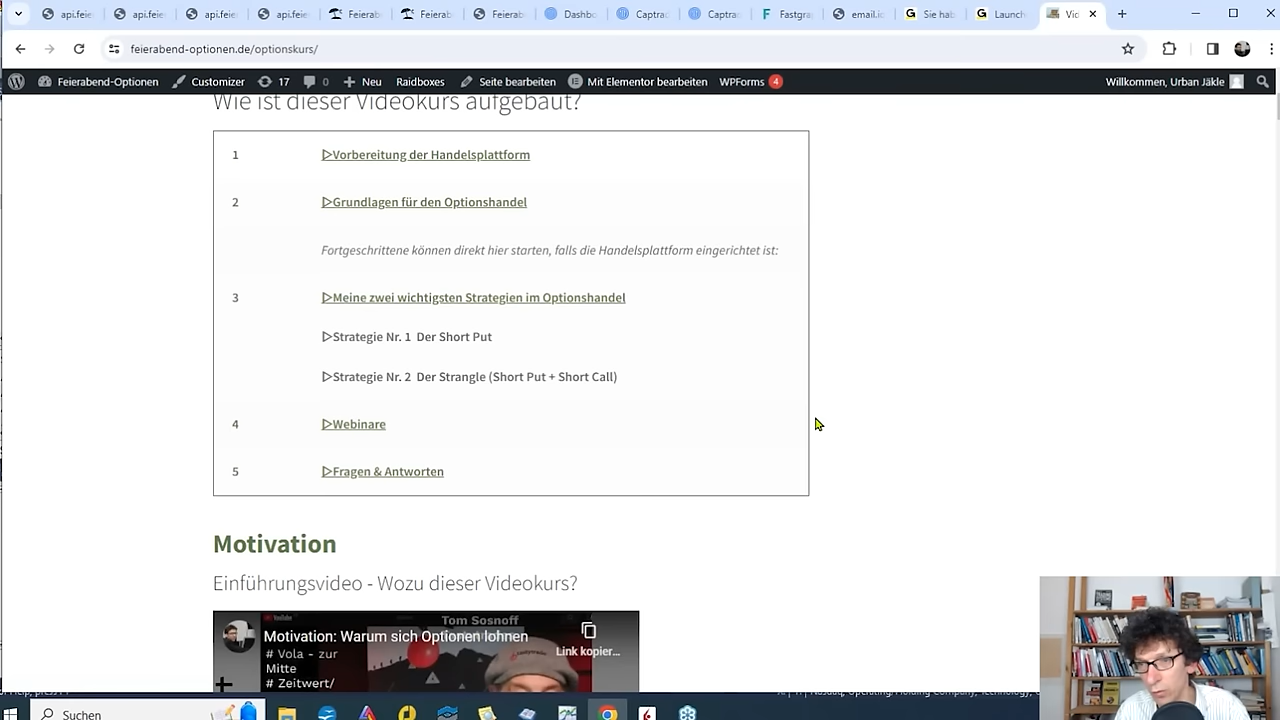 api.feie
api.feie
api.feie
api.feie
Feierab
Feierab
Feierab
Dashbo
Captrad
Captra
Fastgra
email.io
Sie hab
Launch
Vid
feierabend-optionen.de/optionskurs/
Feierabend-Optionen
Customizer
17
0
Neu
Raidboxes
Seite bearbeiten
Mit Elementor bearbeiten
WPForms 4
Willkommen, Urban Jäkle
Wie ist dieser Videokurs aufgebaut?
1 ▷Vorbereitung der Handelsplattform
2 ▷Grundlagen für den Optionshandel
Fortgeschrittene können direkt hier starten, falls die Handelsplattform eingerichtet ist:
3 ▷Meine zwei wichtigsten Strategien im Optionshandel
▷Strategie Nr. 1 Der Short Put
▷Strategie Nr. 2 Der Strangle (Short Put + Short Call)
4 ▷Webinare
5 ▷Fragen & Antworten
Motivation
Einführungsvideo - Wozu dieser Videokurs?
Tom Sosnoff
Motivation: Warum sich Optionen lohnen
Link kopier...
# Vola - zur
Mitte
# Zeitwert/
Suchen